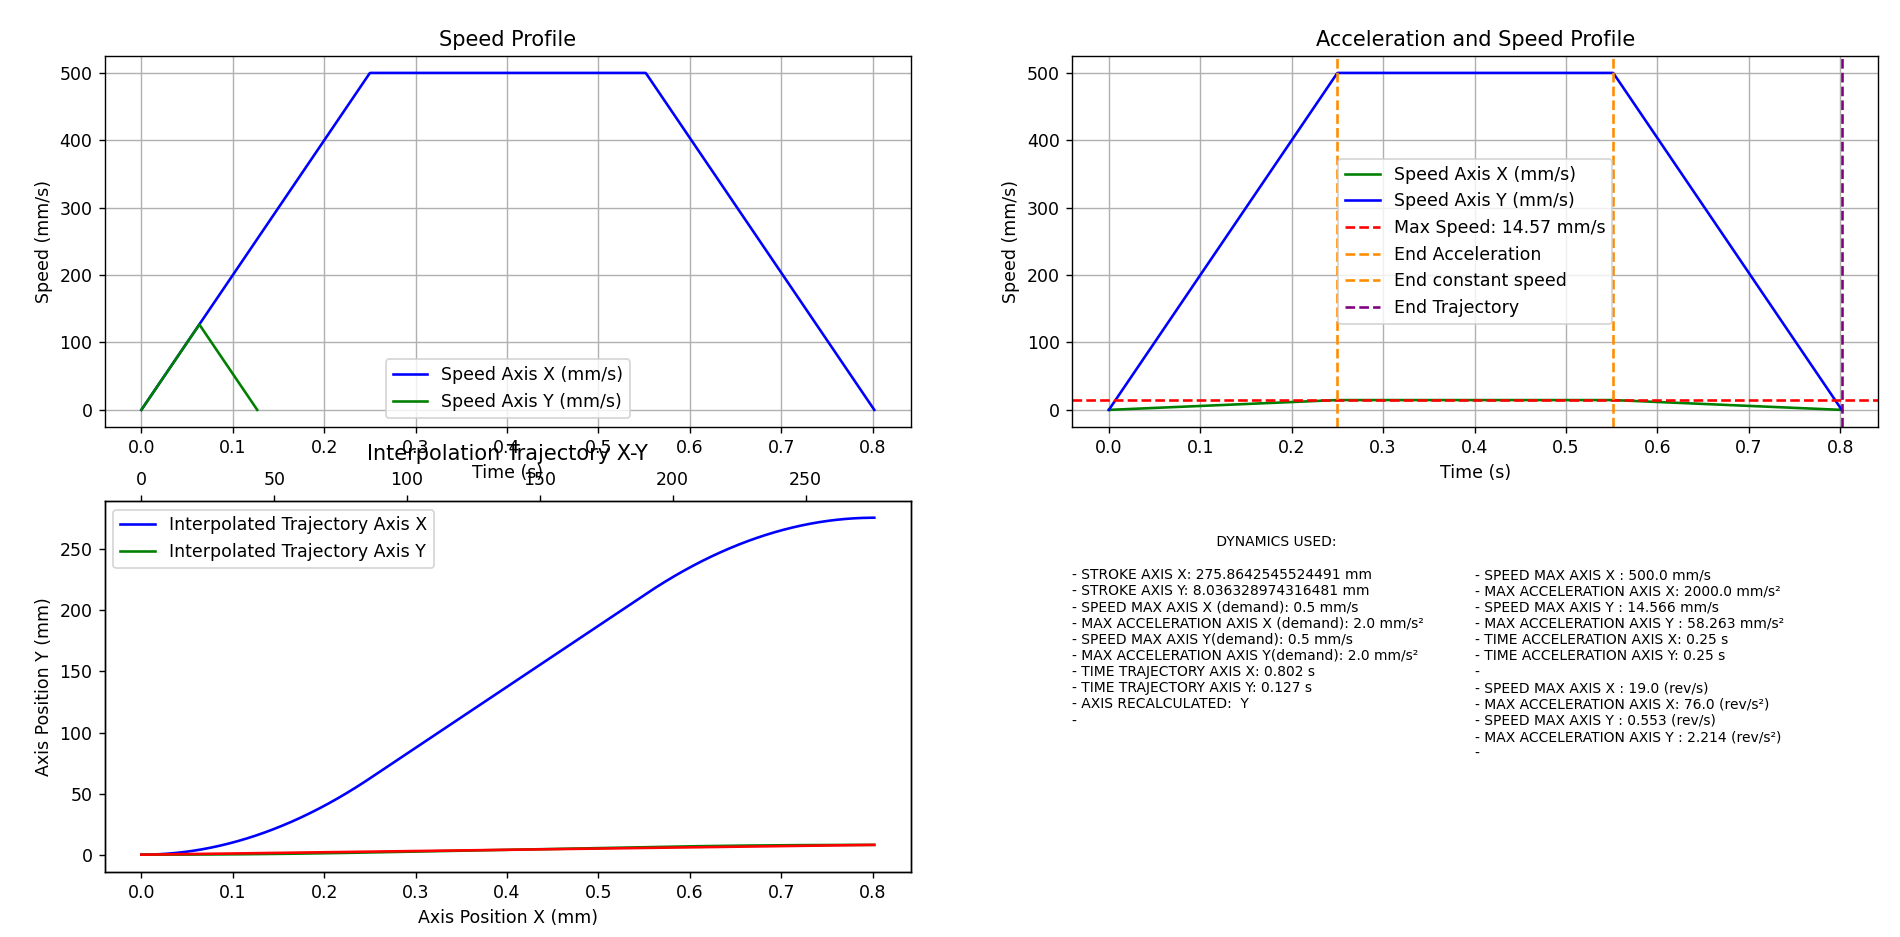 Speed Profile
500
400
300
200
100
0
Speed (mm/s)
Speed Axis X (mm/s)
Speed Axis Y (mm/s)
0.0 0.1 0.2 0.3 0.4 0.5 0.6 0.7 0.8
Time (s)
Acceleration and Speed Profile
500
400
300
200
100
0
Speed (mm/s)
Speed Axis X (mm/s)
Speed Axis Y (mm/s)
Max Speed: 14.57 mm/s
End Acceleration
End constant speed
End Trajectory
0.0 0.1 0.2 0.3 0.4 0.5 0.6 0.7 0.8
Time (s)
Interpolation Trajectory X-Y
0 50 100 150 200 250
Interpolated Trajectory Axis X
Interpolated Trajectory Axis Y
250
200
150
100
50
0
Axis Position Y (mm)
0.0 0.1 0.2 0.3 0.4 0.5 0.6 0.7 0.8
Axis Position X (mm)
DYNAMICS USED:
- STROKE AXIS X: 275.8642545524491 mm
- STROKE AXIS Y: 8.036328974316481 mm
- SPEED MAX AXIS X (demand): 0.5 mm/s
- MAX ACCELERATION AXIS X (demand): 2.0 mm/s²
- SPEED MAX AXIS Y(demand): 0.5 mm/s
- MAX ACCELERATION AXIS Y(demand): 2.0 mm/s²
- TIME TRAJECTORY AXIS X: 0.802 s
- TIME TRAJECTORY AXIS Y: 0.127 s
- AXIS RECALCULATED:  Y
-
- SPEED MAX AXIS X : 500.0 mm/s
- MAX ACCELERATION AXIS X: 2000.0 mm/s²
- SPEED MAX AXIS Y : 14.566 mm/s
- MAX ACCELERATION AXIS Y : 58.263 mm/s²
- TIME ACCELERATION AXIS X: 0.25 s
- TIME ACCELERATION AXIS Y: 0.25 s
-
- SPEED MAX AXIS X : 19.0 (rev/s)
- MAX ACCELERATION AXIS X: 76.0 (rev/s²)
- SPEED MAX AXIS Y : 0.553 (rev/s)
- MAX ACCELERATION AXIS Y : 2.214 (rev/s²)
-